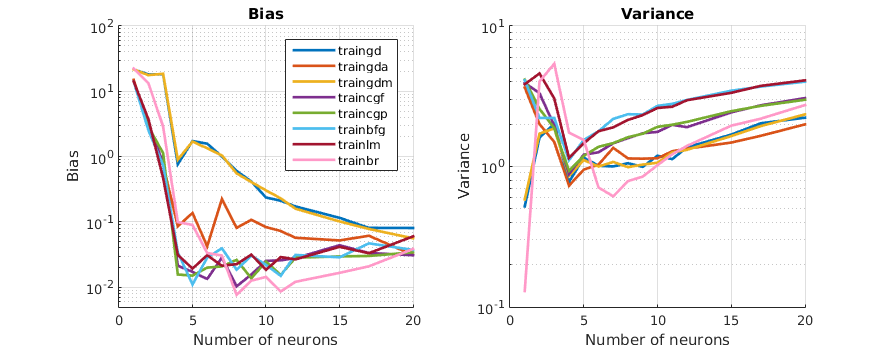 Bias
10^2
10^1
10^0
10^-1
10^-2
Bias
0
5
10
15
20
Number of neurons
traingd
traingda
traingdm
traincgf
traincgp
trainbfg
trainlm
trainbr
Variance
10^1
10^0
10^-1
Variance
0
5
10
15
20
Number of neurons